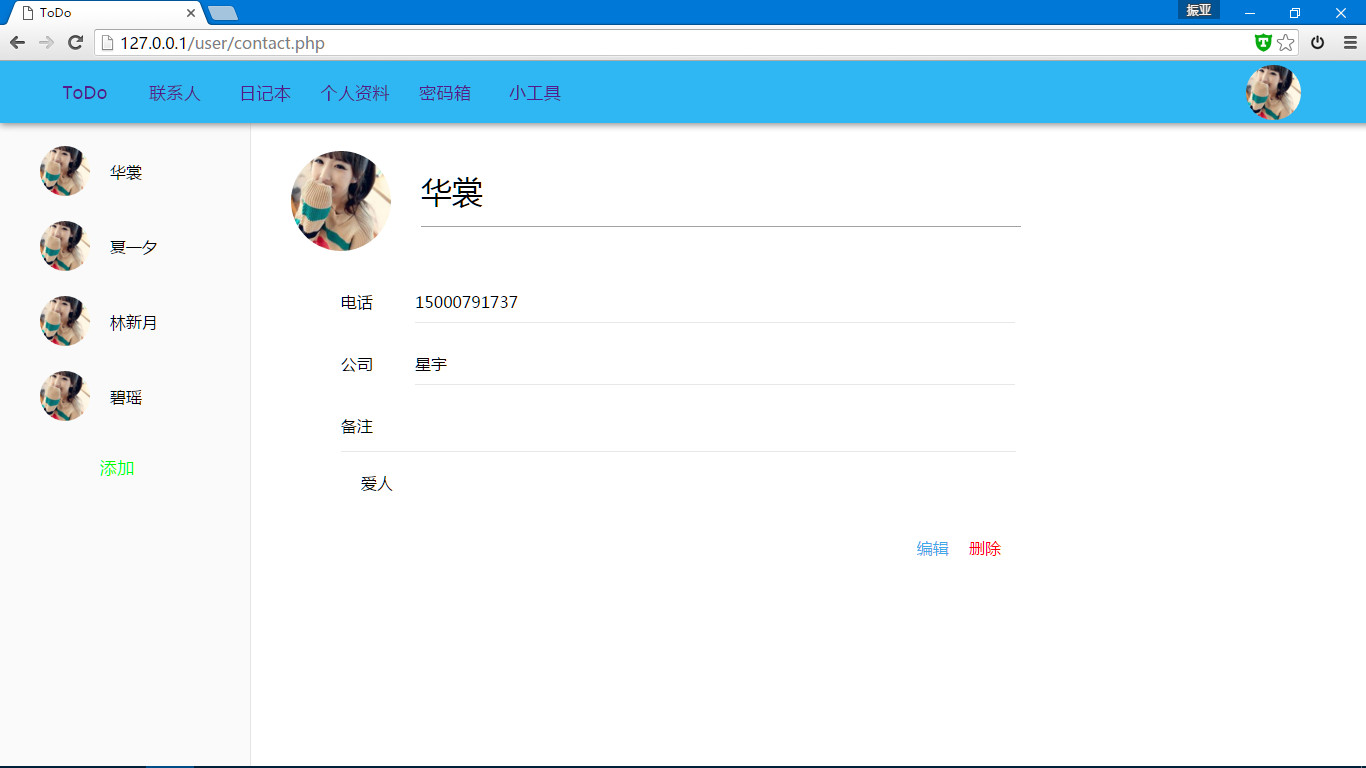 ToDo
振亚
127.0.0.1/user/contact.php
ToDo 联系人 日记本 个人资料 密码箱 小工具
华裳
夏一夕
林新月
碧瑶
添加
华裳
电话 15000791737
公司 星宇
备注
爱人
编辑 删除